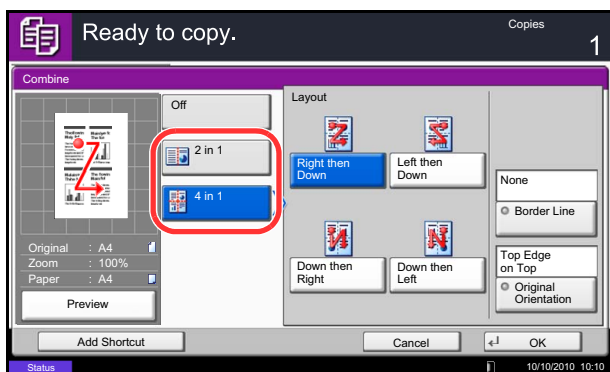 Ready to copy.
Copies
1
Combine
Off
2 in 1
4 in 1
Original : A4
Zoom : 100%
Paper : A4
Preview
Layout
Right then
Down
Left then
Down
Down then
Right
Down then
Left
None
Border Line
Top Edge
on Top
Original
Orientation
Add Shortcut
Cancel
OK
Status
10/10/2010 10:10